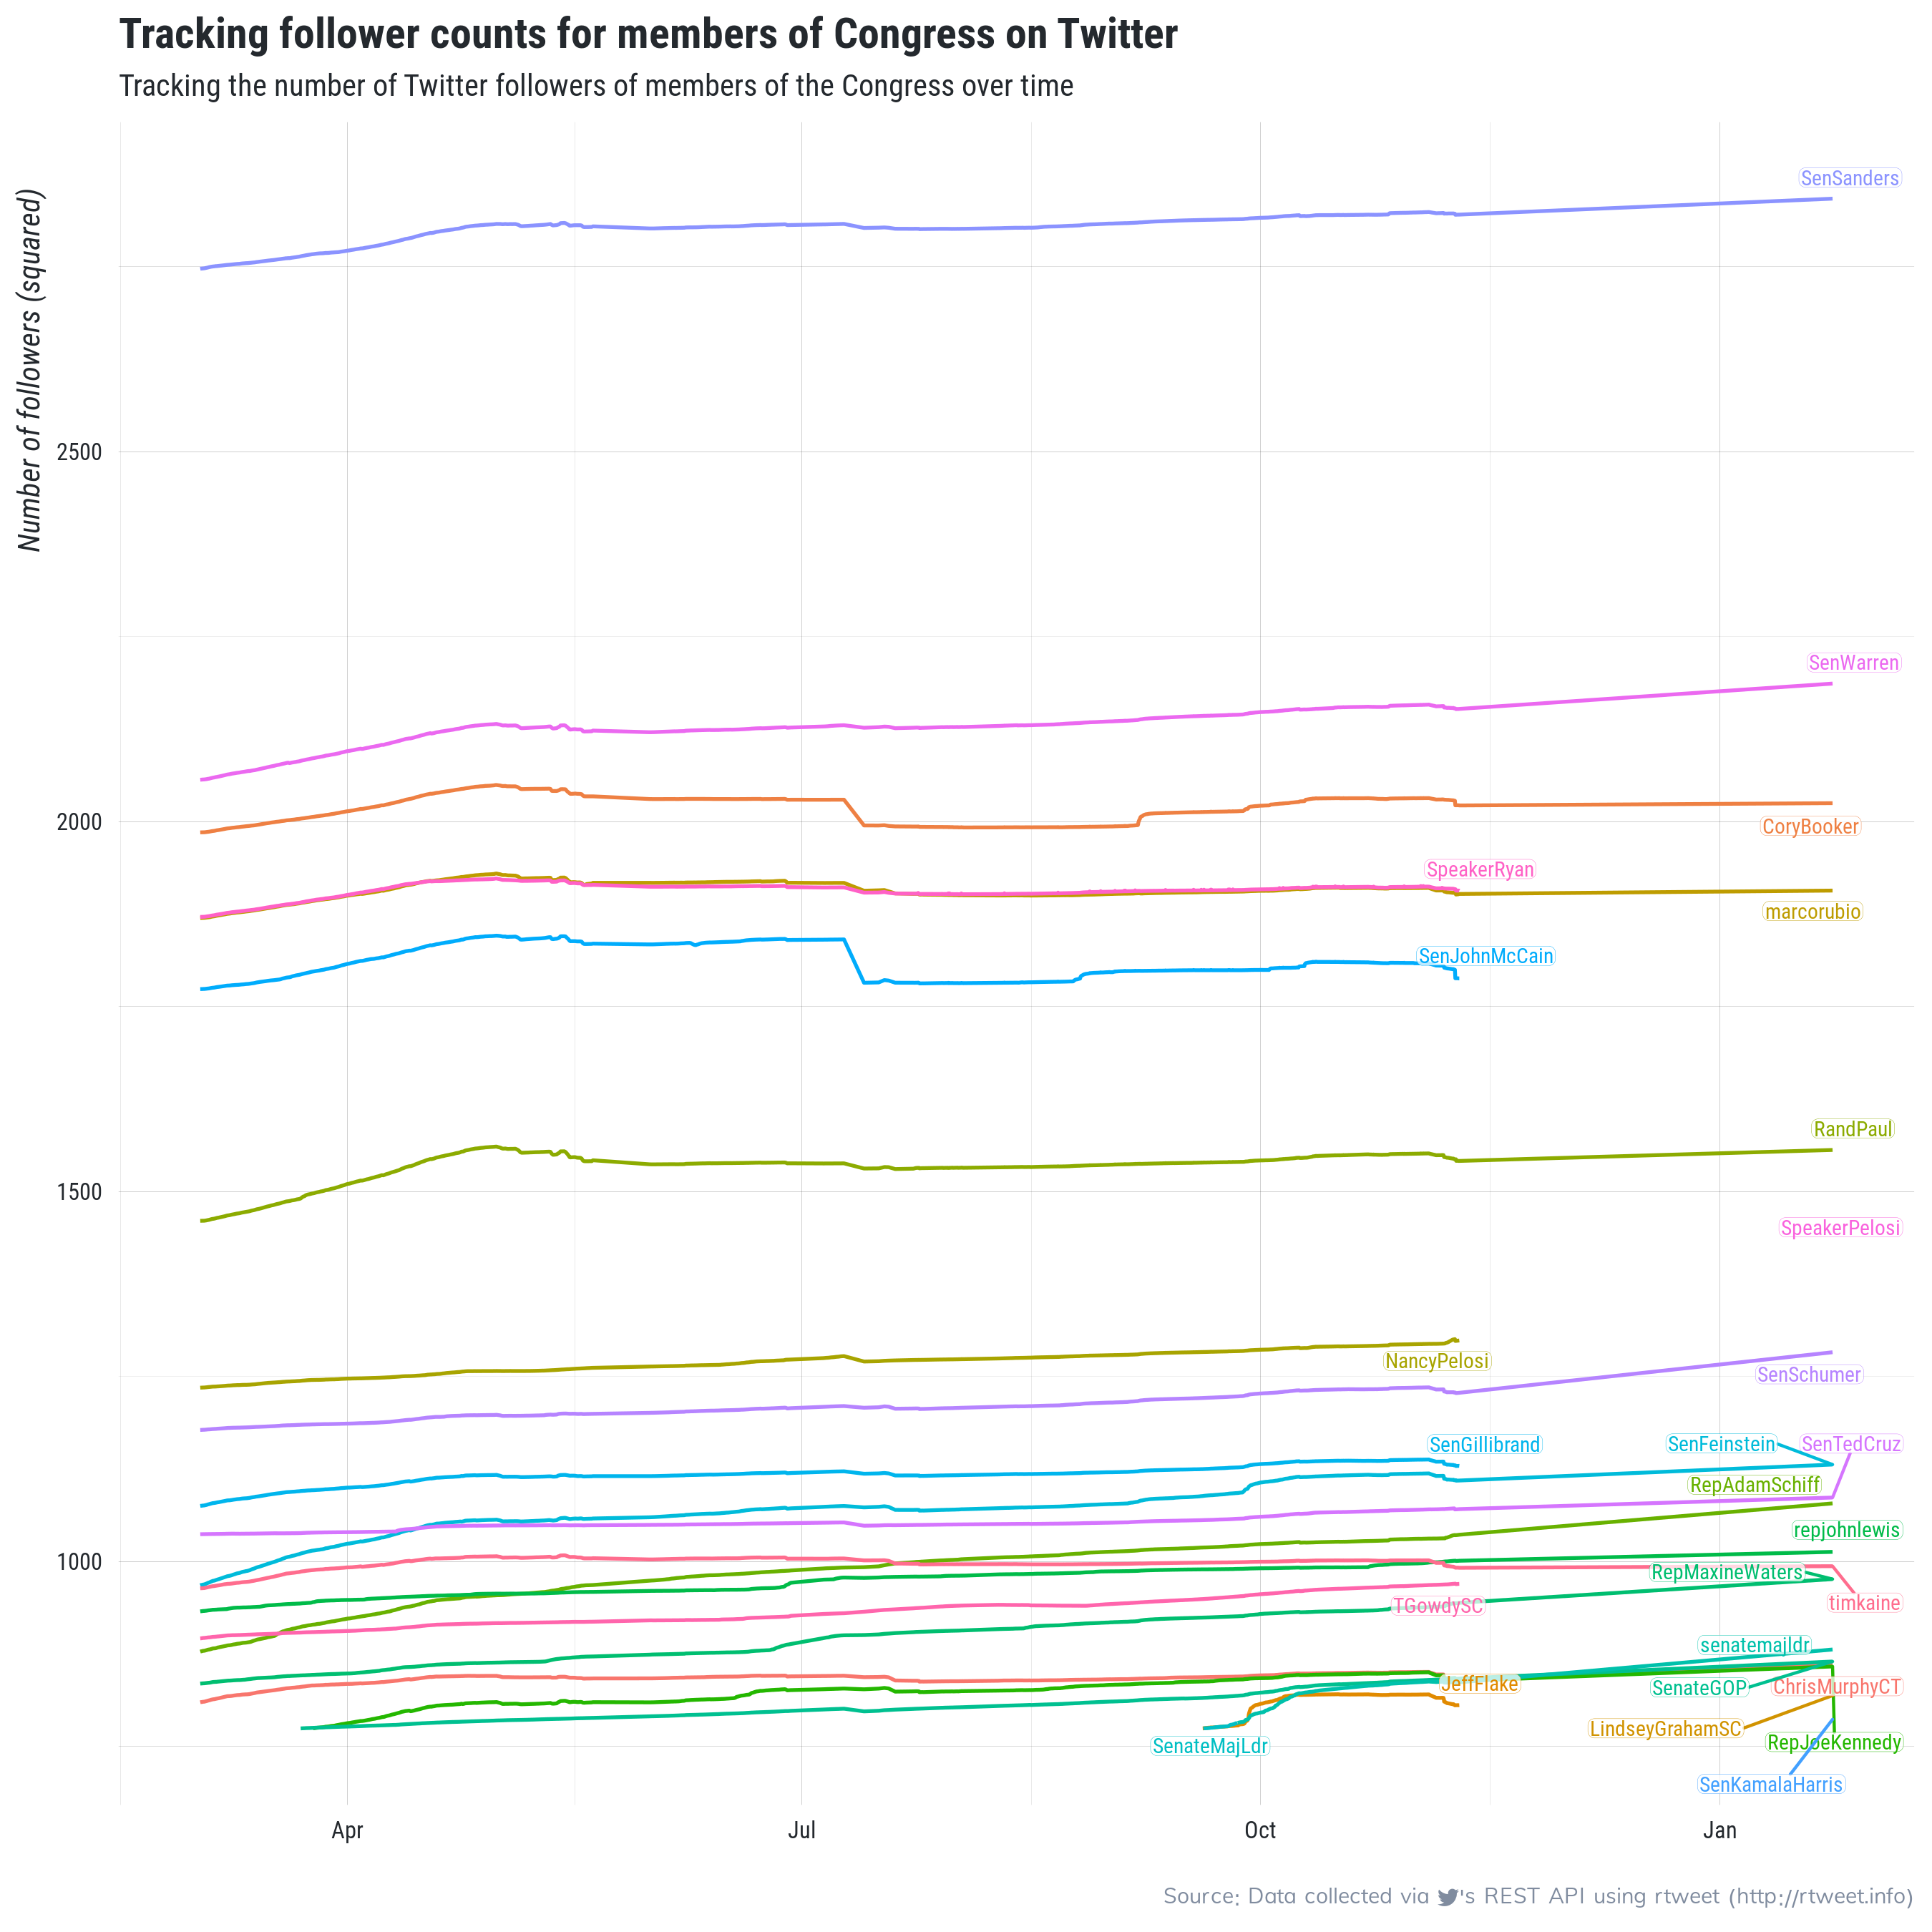 Tracking follower counts for members of Congress on Twitter
Tracking the number of Twitter followers of members of the Congress over time
Number of followers (squared)
SenSanders
2500
SenWarren
2000
CoryBooker
SpeakerRyan
marcorubio
SenJohnMcCain
RandPaul
1500
SpeakerPelosi
NancyPelosi
SenSchumer
SenGillibrand
SenFeinstein
SenTedCruz
RepAdamSchiff
repjohnlewis
1000
RepMaxineWaters
timkaine
TGowdySC
senatemajldr
JeffFlake
SenateGOP
ChrisMurphyCT
LindseyGrahamSC
RepJoeKennedy
SenateMajLdr
SenKamalaHarris
Apr
Jul
Oct
Jan
Source: Data collected via 's REST API using rtweet (http://rtweet.info)